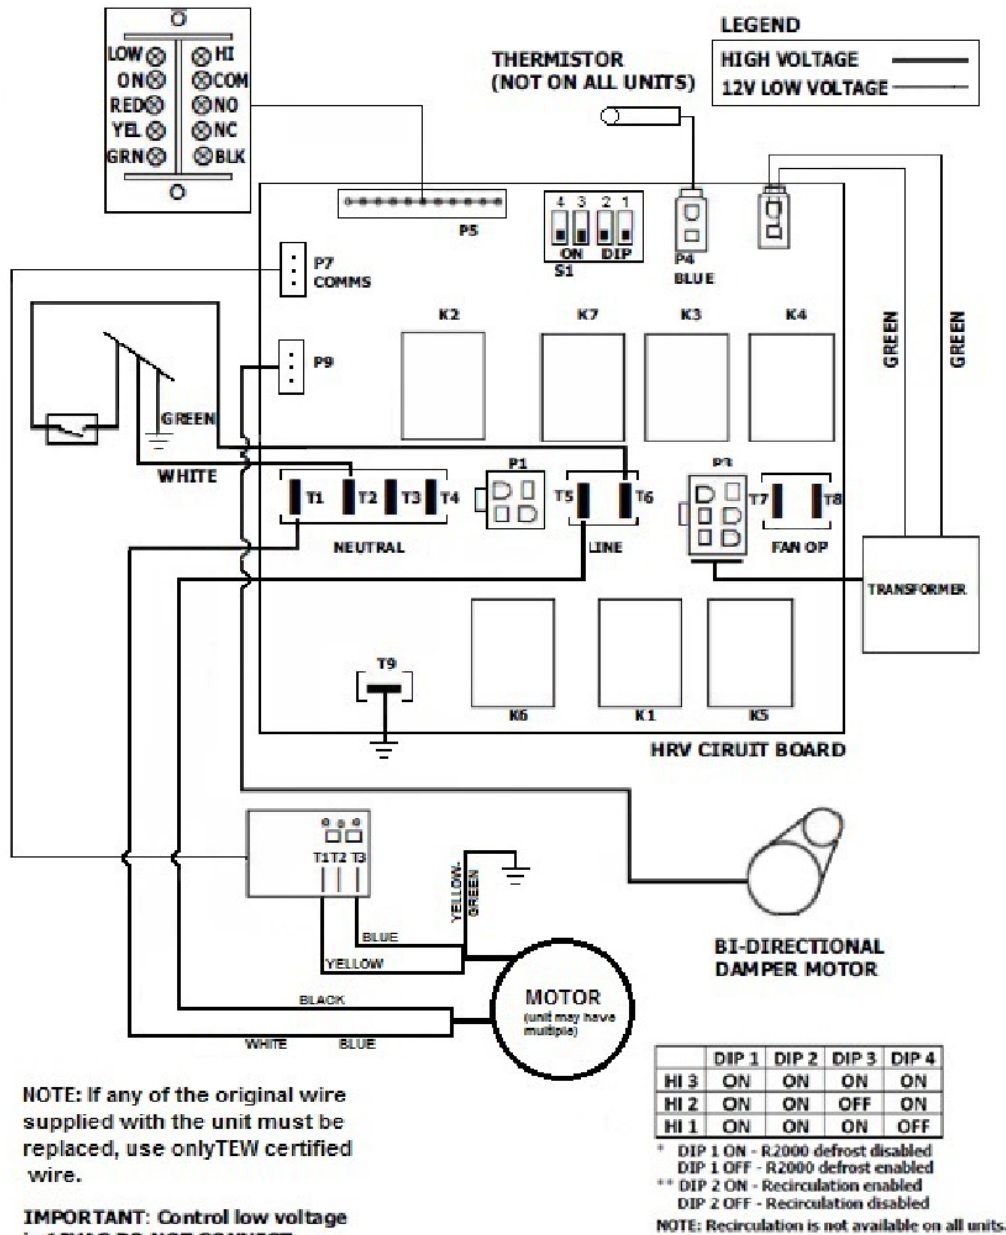 LEGEND
HIGH VOLTAGE
12V LOW VOLTAGE
THERMISTOR
(NOT ON ALL UNITS)
LOW HI
ON COM
RED NO
YEL NC
GRN BLK
P5
4 3 2 1
ON DIP
S1
P4
BLUE
P7
COMMS
P9
K2
K7
K3
K4
GREEN
GREEN
GREEN
WHITE
T1
T2
T3
T4
NEUTRAL
P1
T5
T6
LINE
P3
T7
T8
FAN OP
TRANSFORMER
T9
K6
K1
K5
HRV CIRUIT BOARD
T1 T2 T3
YELLOW-
GREEN
BLUE
YELLOW
BLACK
WHITE
BLUE
MOTOR
(unit may have
multiple)
BI-DIRECTIONAL
DAMPER MOTOR
DIP 1 DIP 2 DIP 3 DIP 4
HI 3 ON ON ON ON
HI 2 ON ON OFF ON
HI 1 ON ON ON OFF
* DIP 1 ON - R2000 defrost disabled
DIP 1 OFF - R2000 defrost enabled
** DIP 2 ON - Recirculation enabled
DIP 2 OFF - Recirculation disabled
NOTE: Recirculation is not available on all units.
NOTE: If any of the original wire
supplied with the unit must be
replaced, use onlyTEW certified
wire.
IMPORTANT: Control low voltage
DO NOT CONNECT